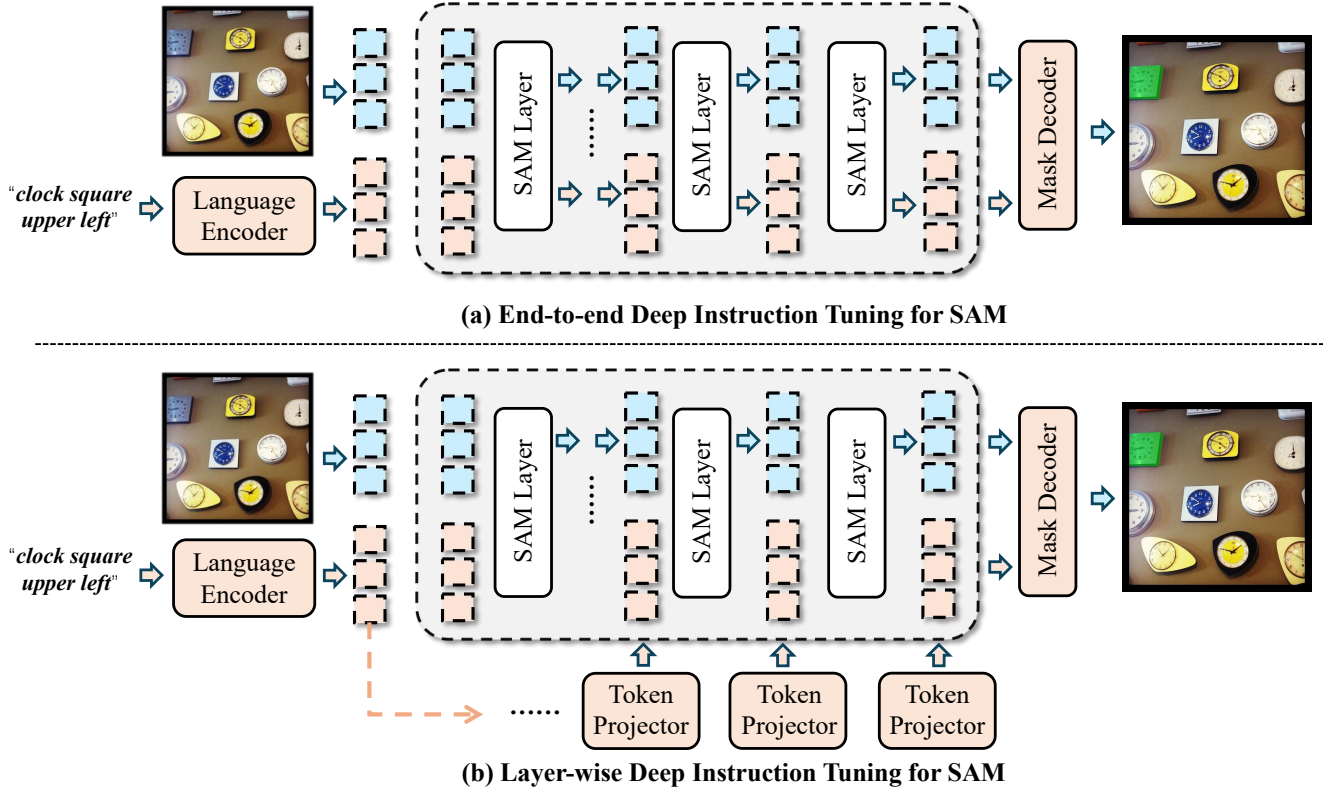 “clock square
upper left”
Language
Encoder
SAM Layer
......
SAM Layer
SAM Layer
Mask Decoder
(a) End-to-end Deep Instruction Tuning for SAM
“clock square
upper left”
Language
Encoder
SAM Layer
......
SAM Layer
SAM Layer
Mask Decoder
......
Token
Projector
Token
Projector
Token
Projector
(b) Layer-wise Deep Instruction Tuning for SAM